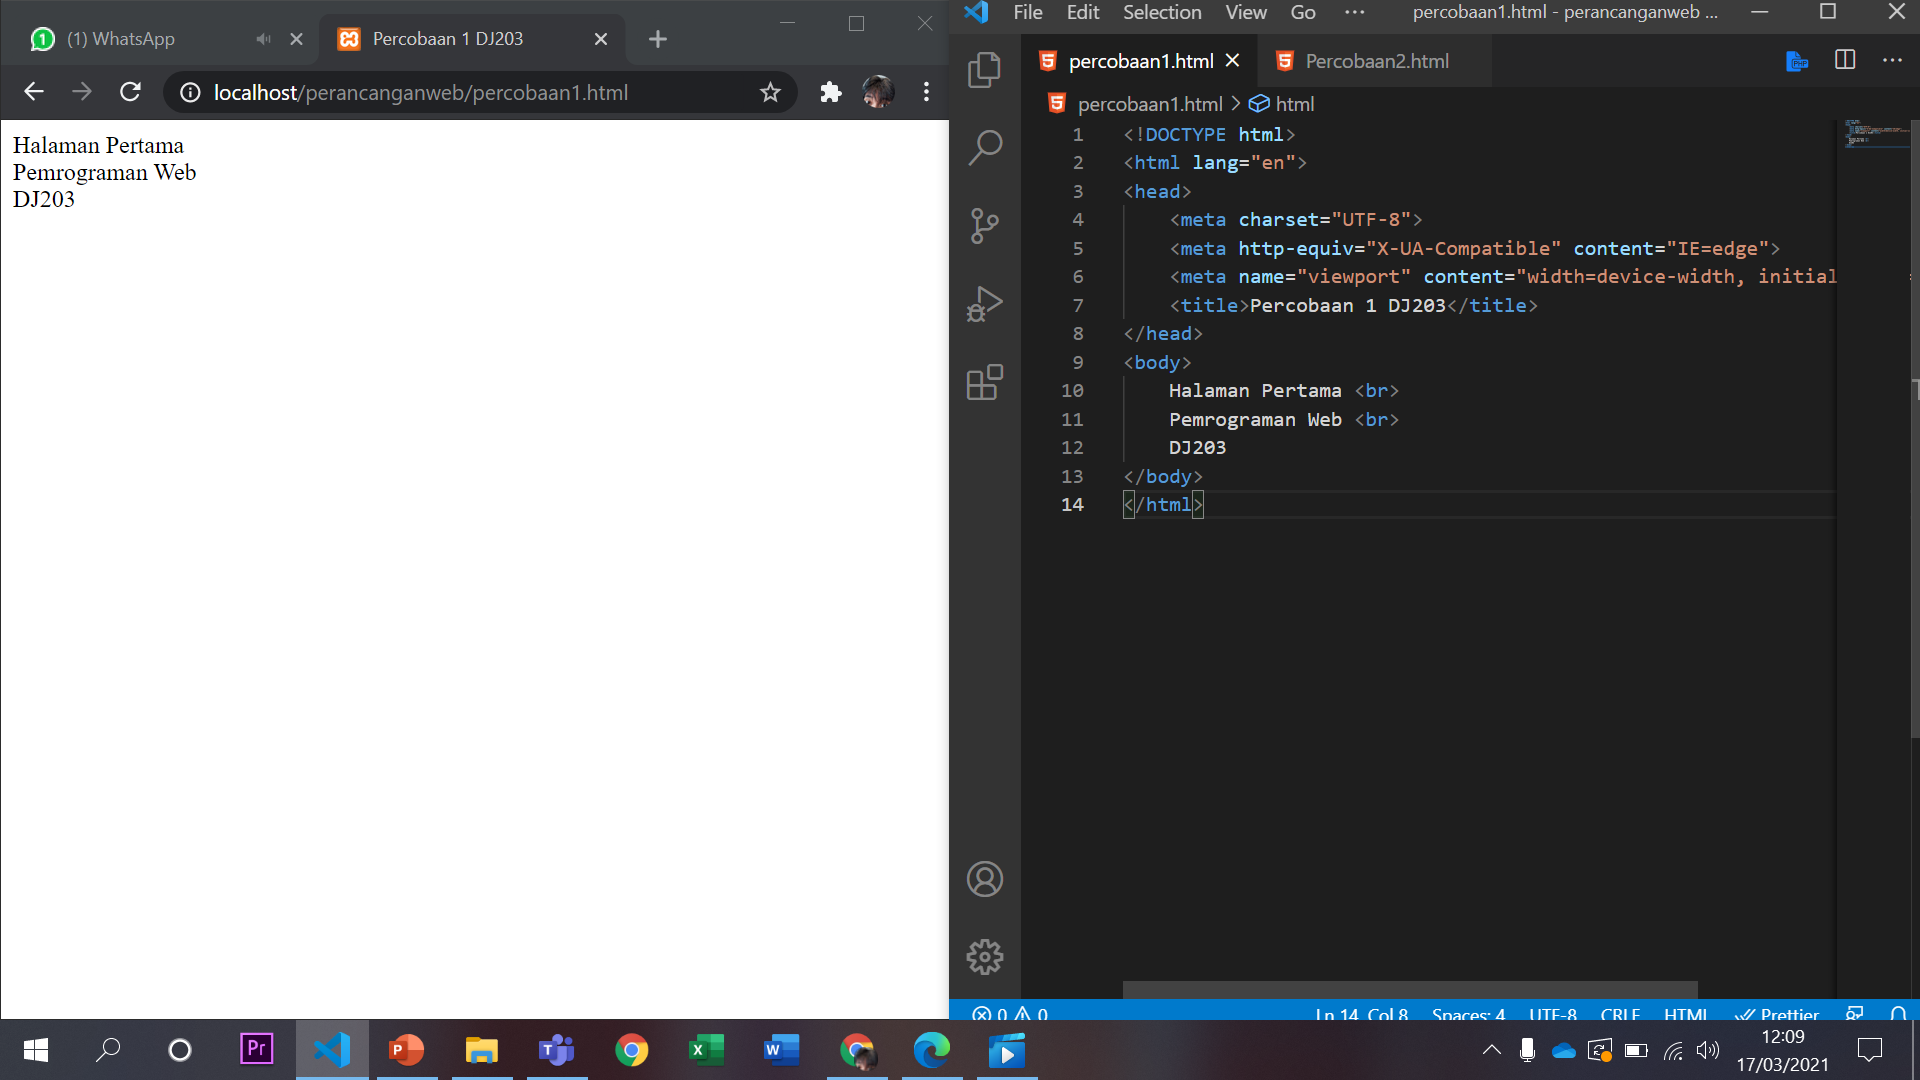 (1) WhatsApp
Percobaan 1 DJ203
localhost/perancanganweb/percobaan1.html
Halaman Pertama
Pemrograman Web
DJ203
File Edit Selection View Go ··· percobaan1.html - perancanganweb ...
percobaan1.html Percobaan2.html
percobaan1.html > html
1 <!DOCTYPE html>
2 <html lang="en">
3 <head>
4 <meta charset="UTF-8">
5 <meta http-equiv="X-UA-Compatible" content="IE=edge">
6 <meta name="viewport" content="width=device-width, initial
7 <title>Percobaan 1 DJ203</title>
8 </head>
9 <body>
10 Halaman Pertama <br>
11 Pemrograman Web <br>
12 DJ203
13 </body>
14 </html>
0 0 Ln 14, Col 8 Spaces: 4 UTF-8 CRLF HTML Prettier
12:09
17/03/2021